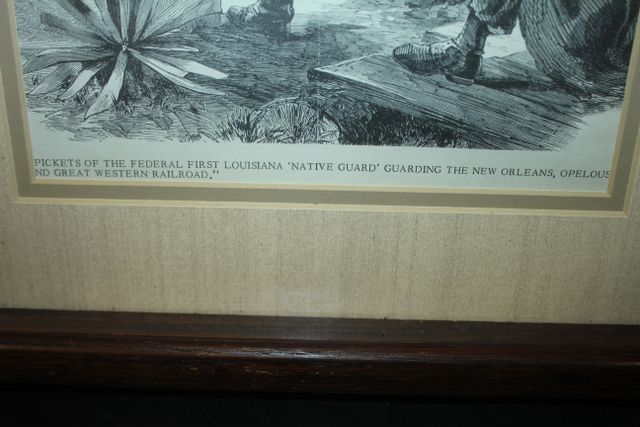 PICKETS OF THE FEDERAL FIRST LOUISIANA 'NATIVE GUARD' GUARDING THE NEW ORLEANS, OPELOUS
ND GREAT WESTERN RAILROAD."